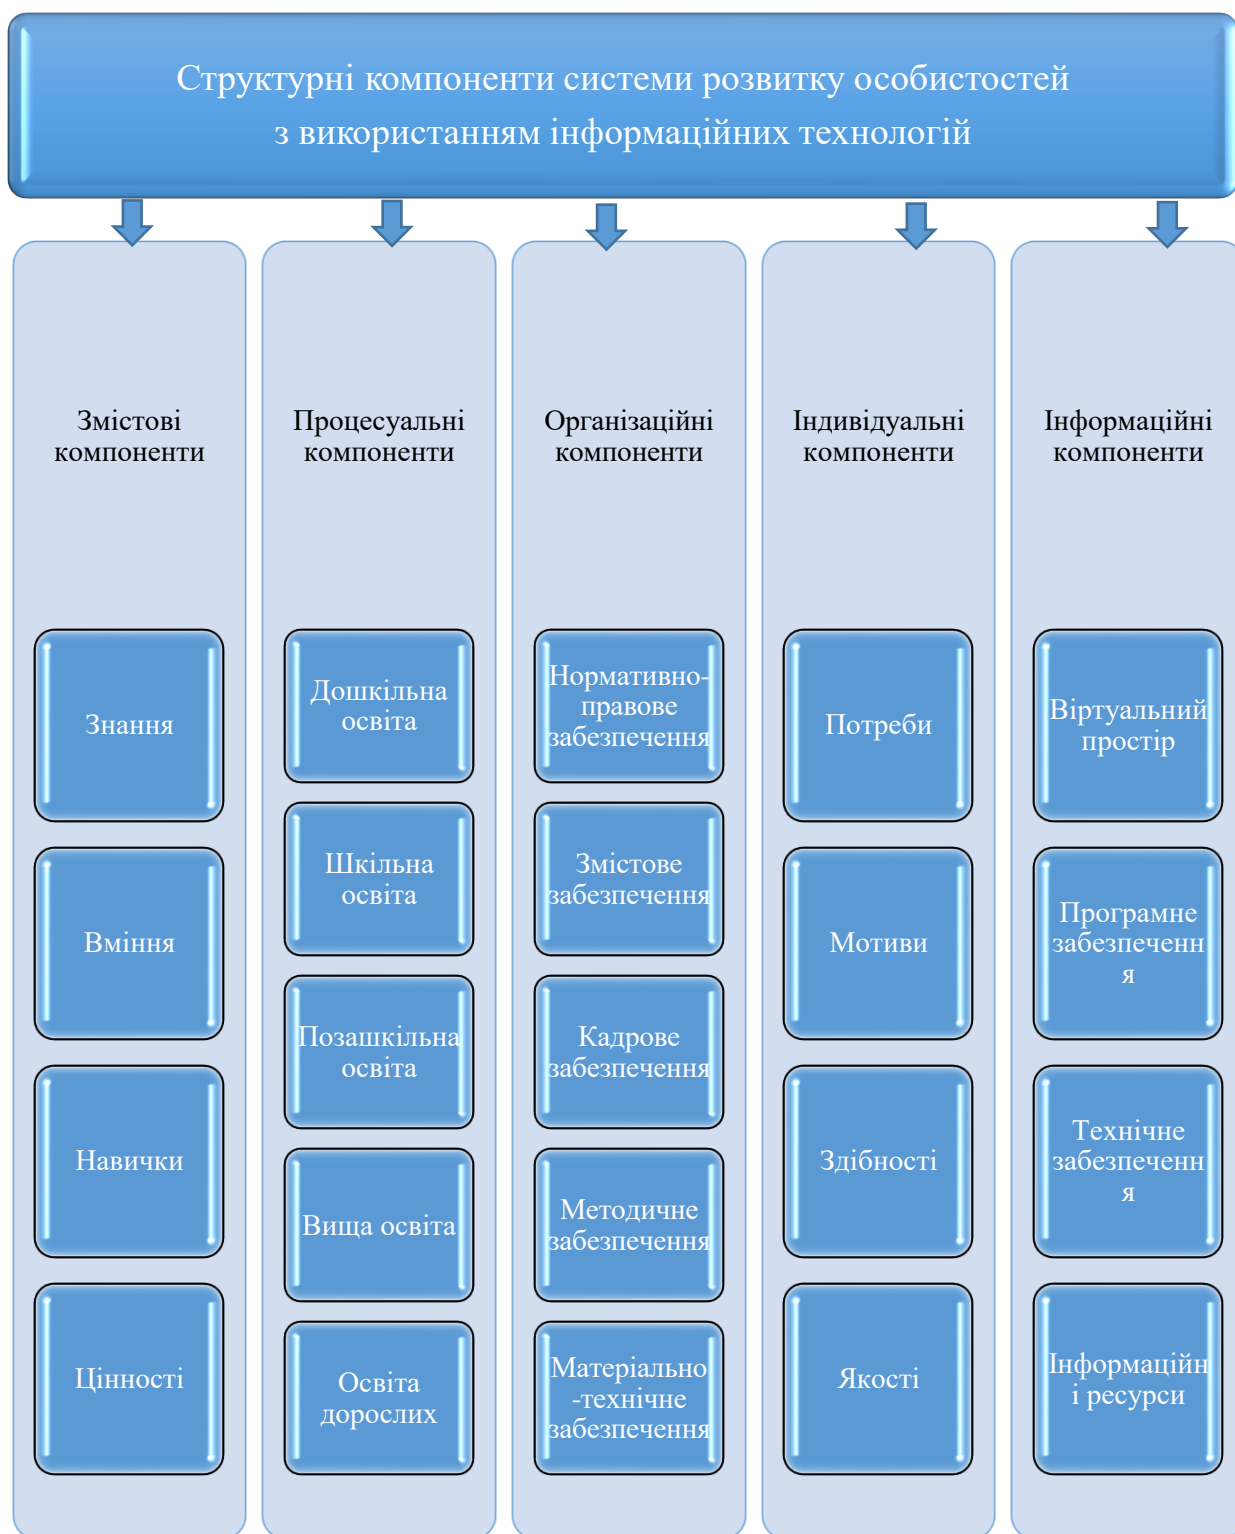 Структурні компоненти системи розвитку особистостей
з використанням інформаційних технологій
Змістові
компоненти
Знання
Вміння
Навички
Цінності
Процесуальні
компоненти
Дошкільна
освіта
Шкільна
освіта
Позашкільна
освіта
Вища освіта
Освіта
дорослих
Організаційні
компоненти
Нормативно-
правове
забезпечення
Змістове
забезпечення
Кадрове
забезпечення
Методичне
забезпечення
Матеріально
-технічне
забезпечення
Індивідуальні
компоненти
Потреби
Мотиви
Здібності
Якості
Інформаційні
компоненти
Віртуальний
простір
Програмне
забезпеченн
я
Технічне
забезпеченн
я
Інформаційн
і ресурси